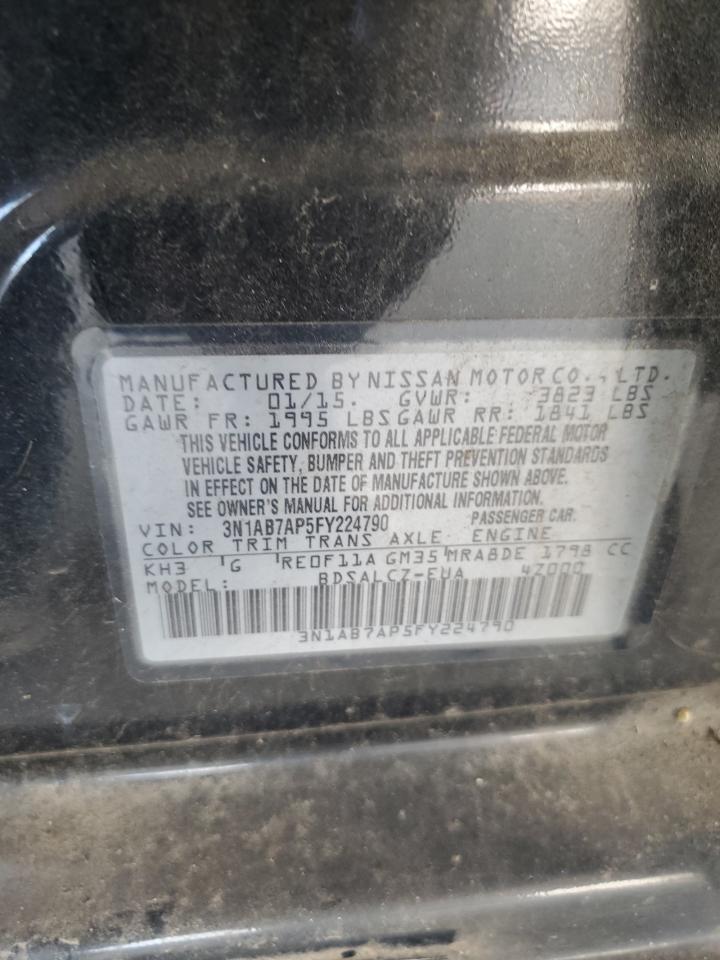 MANUFACTURED BY NISSAN MOTOR CO., LTD.
DATE: 01/15. GVWR: 3823 LBS
GAWR FR: 1995 LBS GAWR RR: 1841 LBS
THIS VEHICLE CONFORMS TO ALL APPLICABLE FEDERAL MOTOR
VEHICLE SAFETY, BUMPER AND THEFT PREVENTION STANDARDS
IN EFFECT ON THE DATE OF MANUFACTURE SHOWN ABOVE.
SEE OWNER'S MANUAL FOR ADDITIONAL INFORMATION.
VIN: 3N1AB7AP5FY224790 PASSENGER CAR.
COLOR TRIM TRANS AXLE ENGINE
KH3 G RE0F11A GM35 MRA8DE 1798 CC
MODEL: BDSALCZ-EUA 4Z000
3N1AB7AP5FY224790